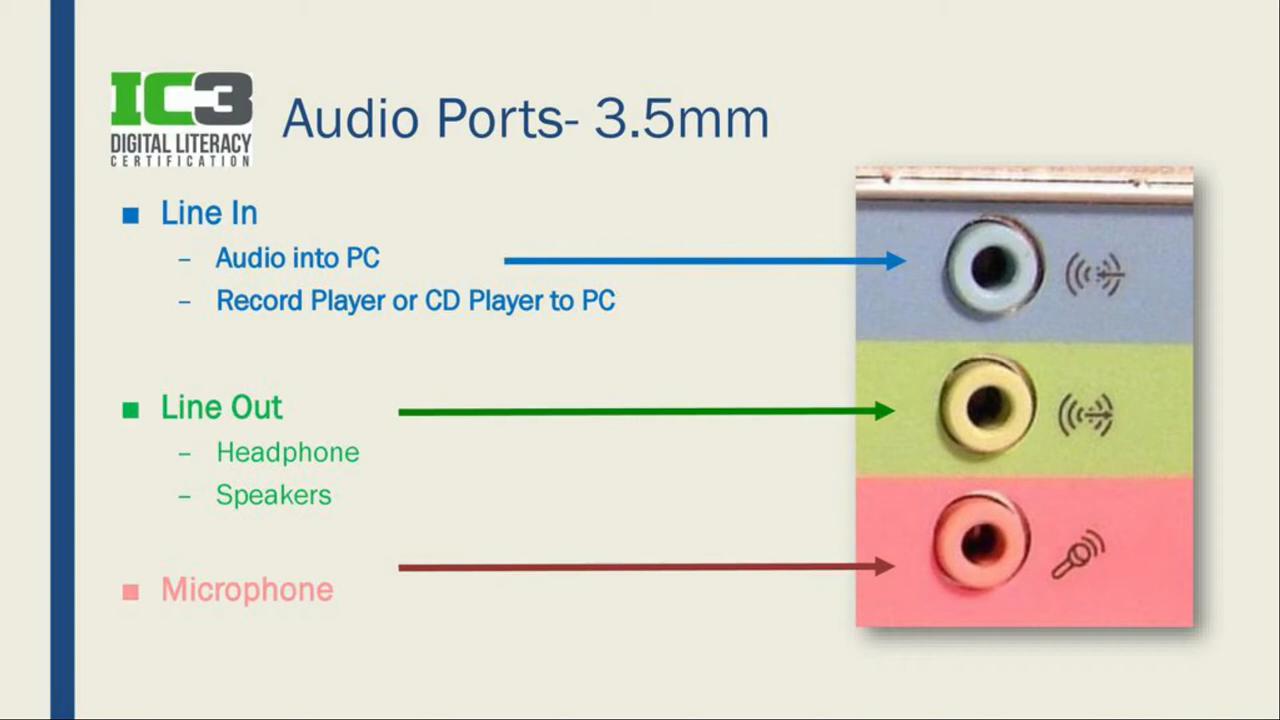 IC3
DIGITAL LITERACY
CERTIFICATION
Audio Ports- 3.5mm
■ Line In
– Audio into PC
– Record Player or CD Player to PC
■ Line Out
– Headphone
– Speakers
■ Microphone